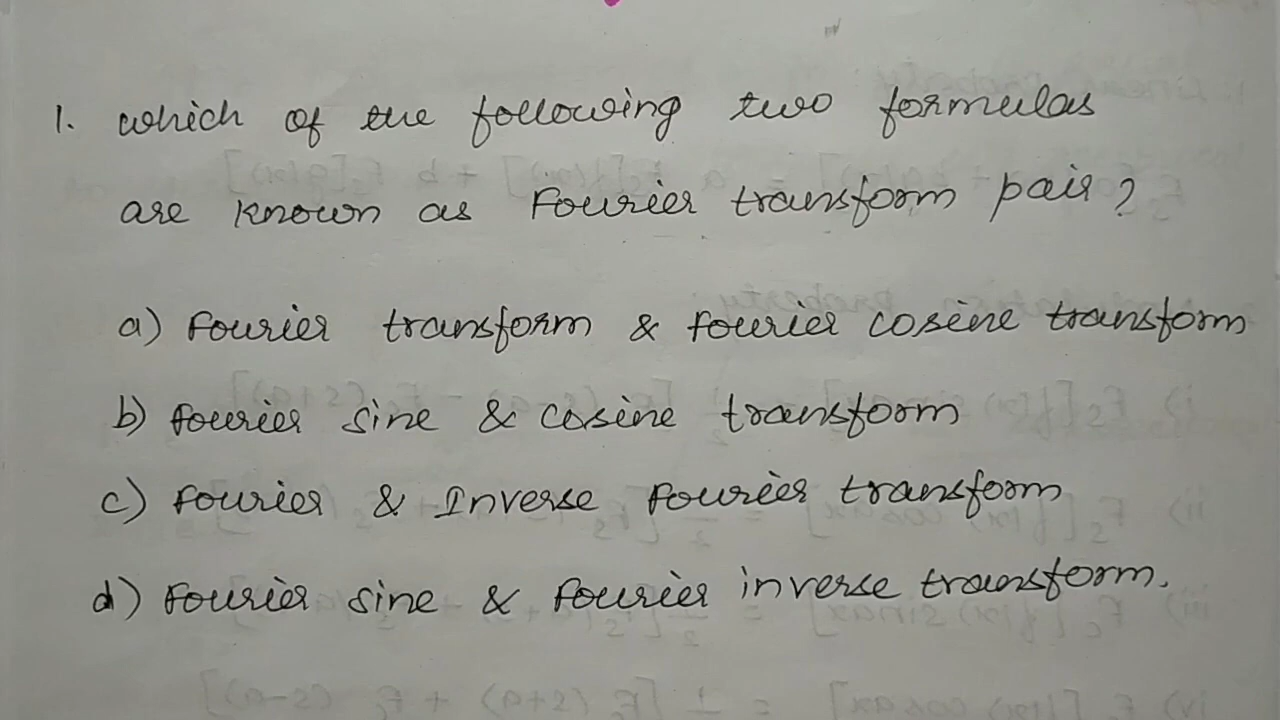 1. which of the following two formulas
are known as Fourier transform pair?
a) Fourier transform & fourier cosine transform
b) fourier sine & cosine transform
c) fourier & Inverse fourier transform
d) Fourier sine & fourier inverse transform.